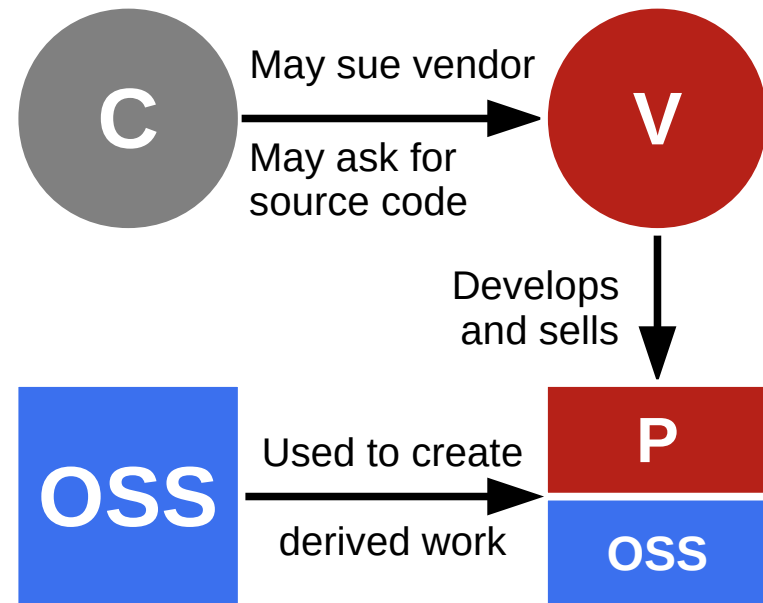 C
May sue vendor
May ask for
source code
V
Develops
and sells
OSS
Used to create
derived work
P
OSS